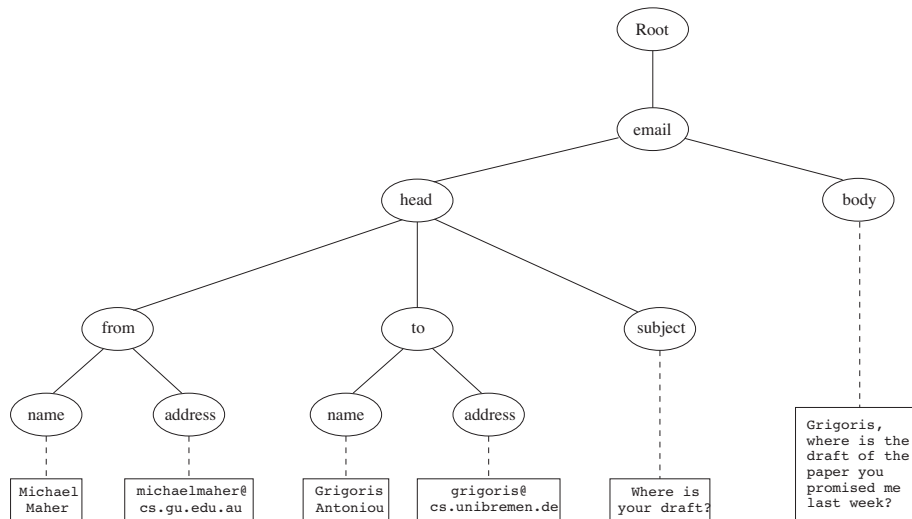 Root
email
head
body
from
to
subject
name
address
name
address
Grigoris,
where is the
draft of the
paper you
promised me
last week?
Michael
Maher
michaelmaher@
cs.gu.edu.au
Grigoris
Antoniou
grigoris@
cs.unibremen.de
Where is
your draft?